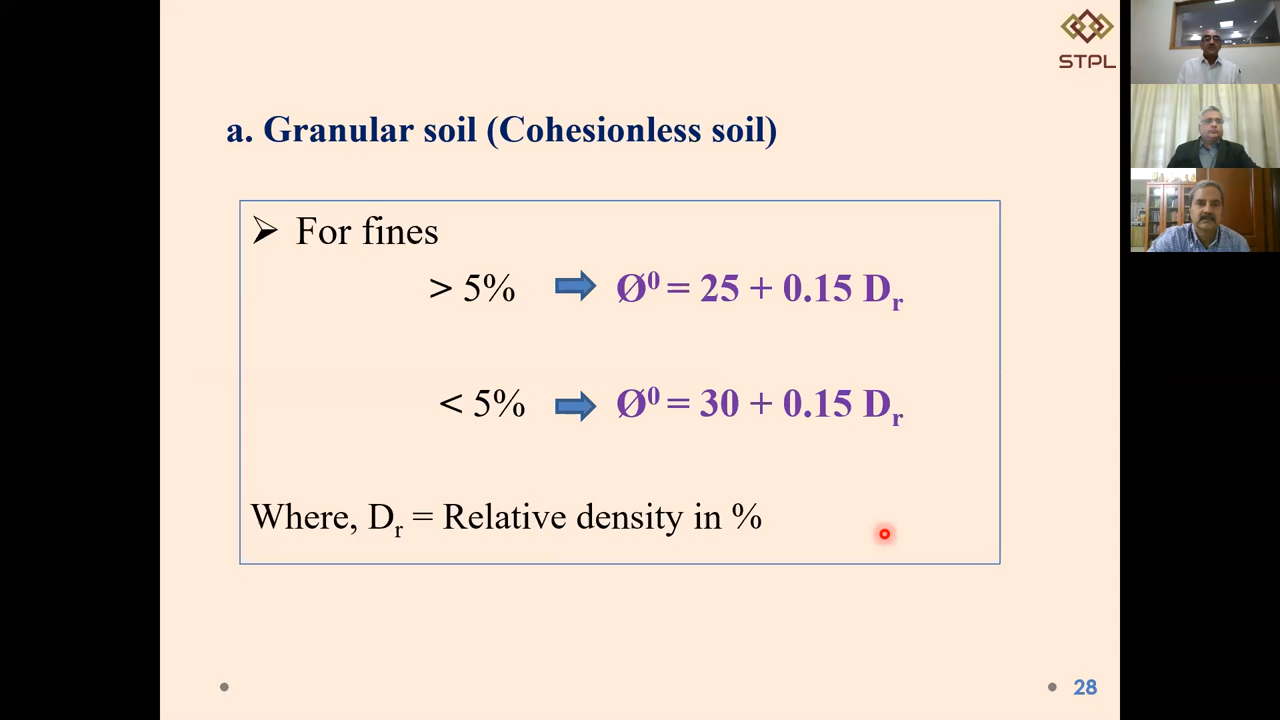 STPL
a. Granular soil (Cohesionless soil)
➢ For fines
> 5% Ø⁰ = 25 + 0.15 Dᵣ
< 5% Ø⁰ = 30 + 0.15 Dᵣ
Where, Dᵣ = Relative density in %
28